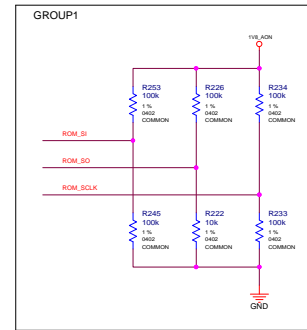 GROUP1
1V8_AON
R253
100k
1 %
0402
COMMON
R226
100k
1 %
0402
COMMON
R234
100k
1 %
0402
COMMON
ROM_SI
ROM_SO
ROM_SCLK
R245
100k
1 %
0402
COMMON
R222
10k
1 %
0402
COMMON
R233
100k
1 %
0402
COMMON
GND